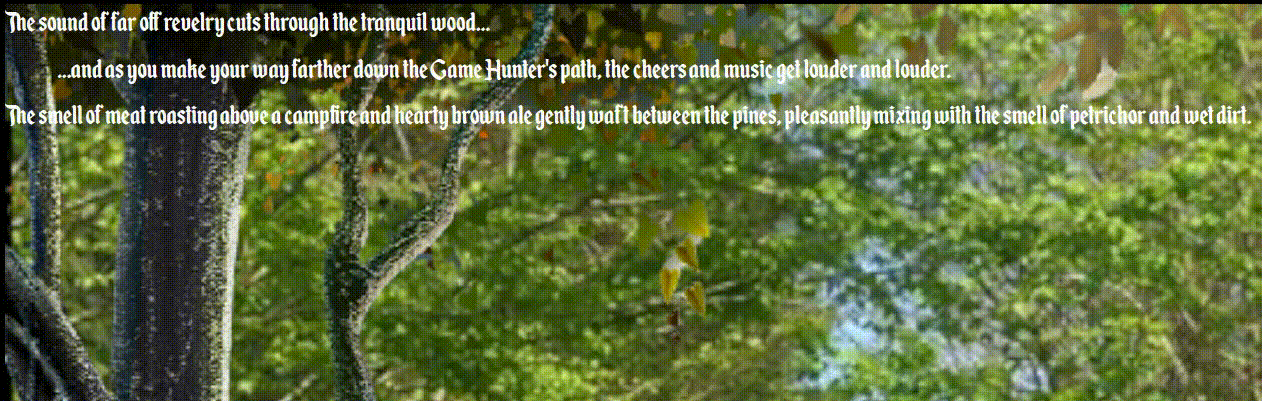 The sound of far off revelry cuts through the tranquil wood...
...and as you make your way farther down the Game Hunter's path, the cheers and music get louder and louder.
The smell of meat roasting above a campfire and hearty brown ale gently waft between the pines, pleasantly mixing with the smell of petrichor and wet dirt.